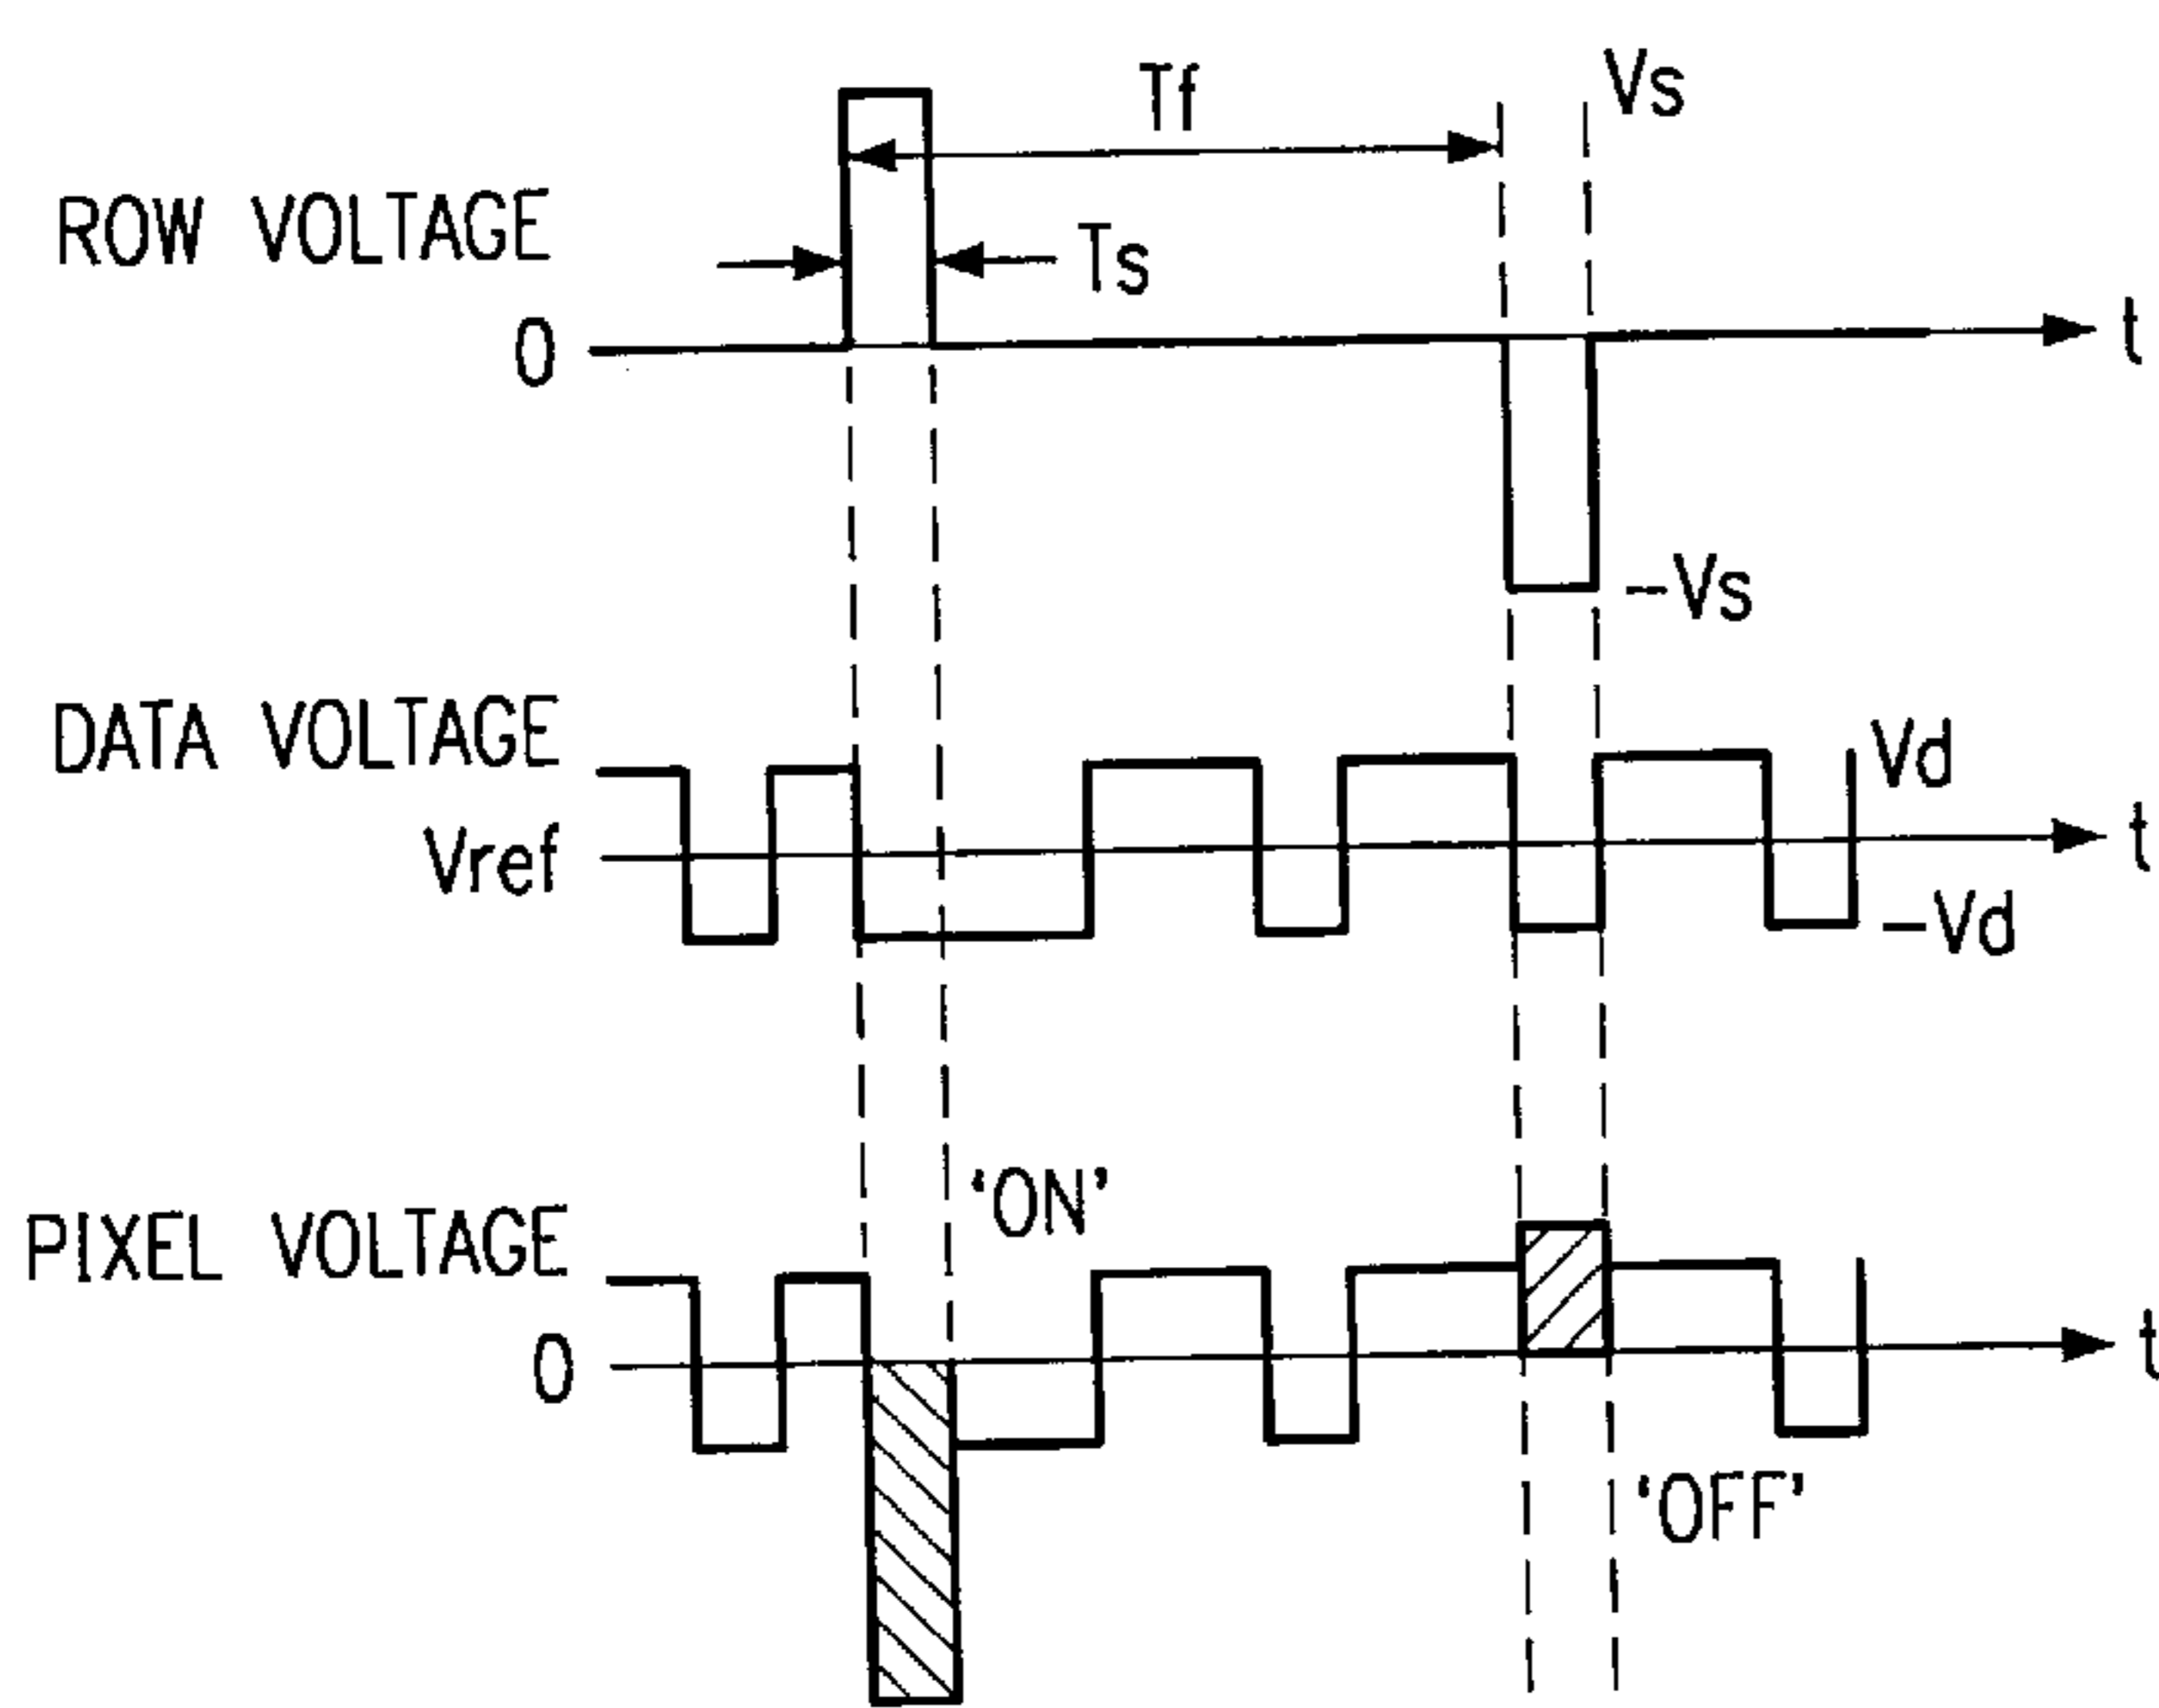 Tf
Vs
ROW VOLTAGE
Ts
0
t
-Vs
DATA VOLTAGE
Vd
Vref
t
-Vd
'ON'
PIXEL VOLTAGE
0
t
'OFF'